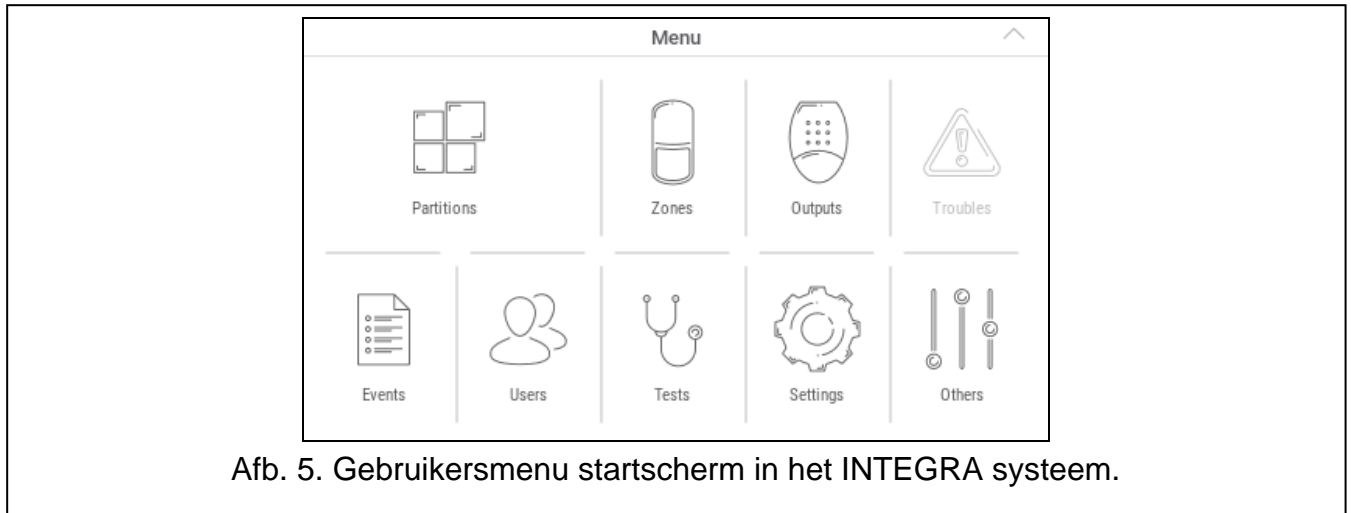 Menu
Partitions
Zones
Outputs
Troubles
Events
Users
Tests
Settings
Others
Afb. 5. Gebruikersmenu startscherm in het INTEGRA systeem.